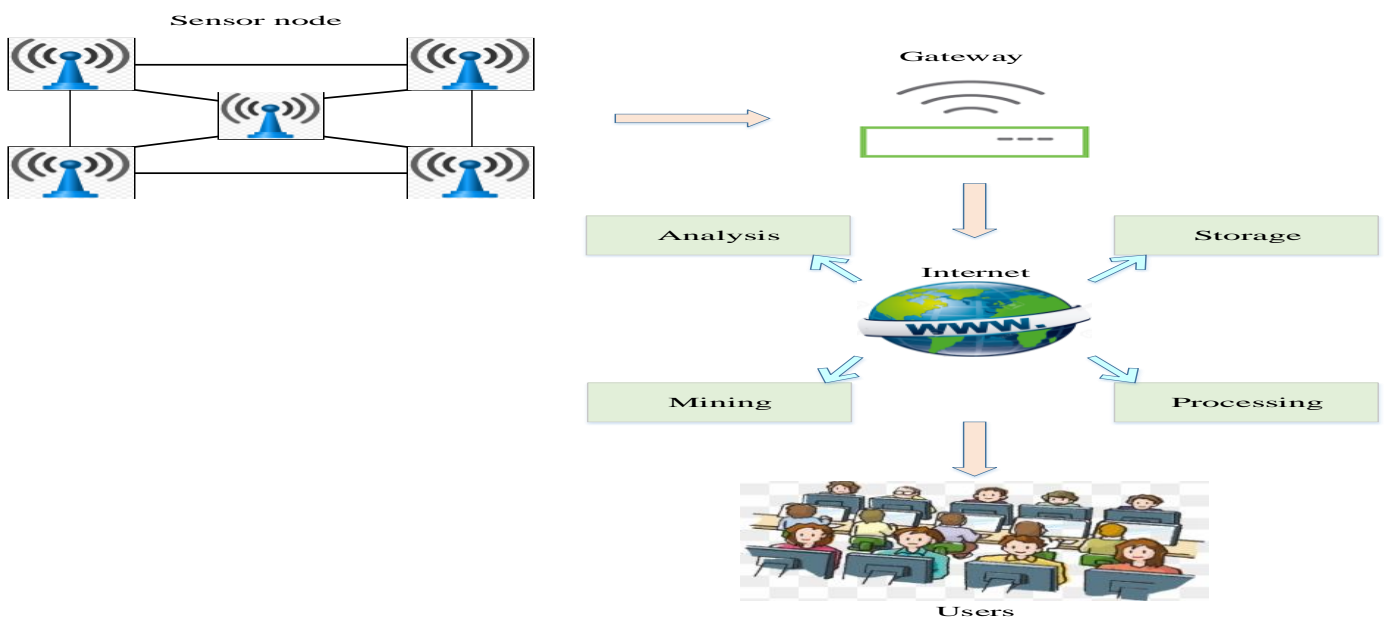 Sensor node
Gateway
Analysis
Storage
Internet
www.
Mining
Processing
Users